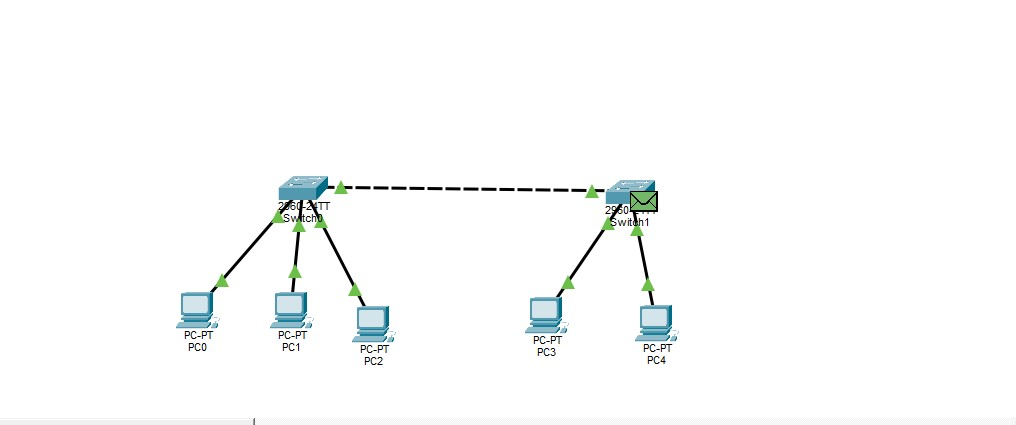 2960-24TT
Switch0
Switch1
PC-PT
PC0
PC-PT
PC1
PC-PT
PC2
PC-PT
PC3
PC-PT
PC4